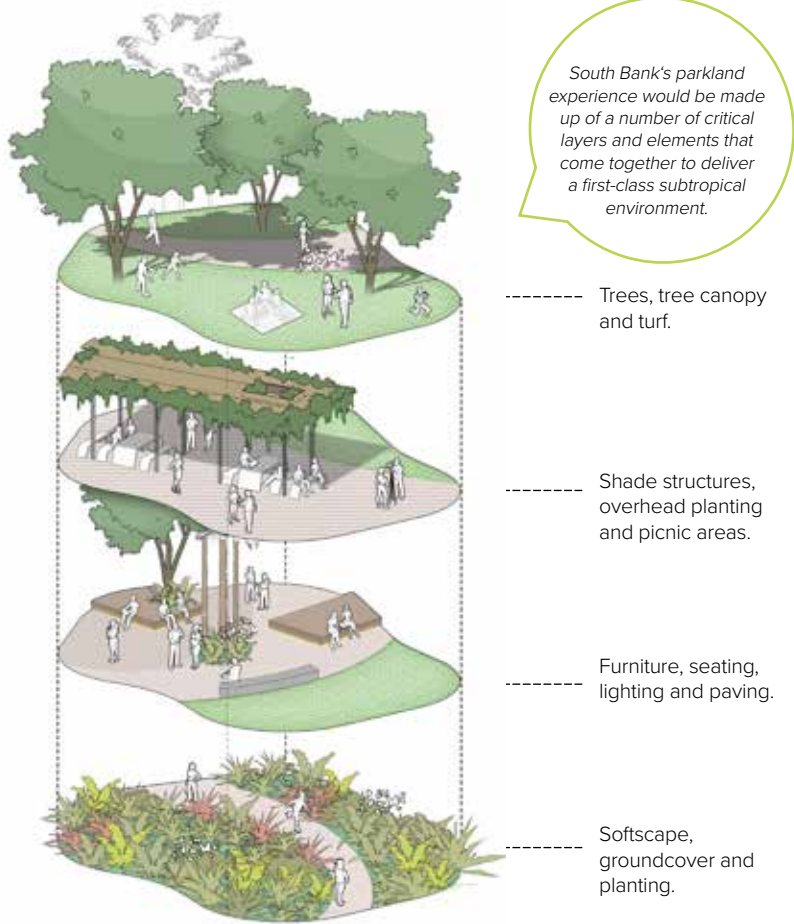 South Bank‘s parkland
experience would be made
up of a number of critical
layers and elements that
come together to deliver
a first-class subtropical
environment.
Trees, tree canopy
and turf.
Shade structures,
overhead planting
and picnic areas.
Furniture, seating,
lighting and paving.
Softscape,
groundcover and
planting.